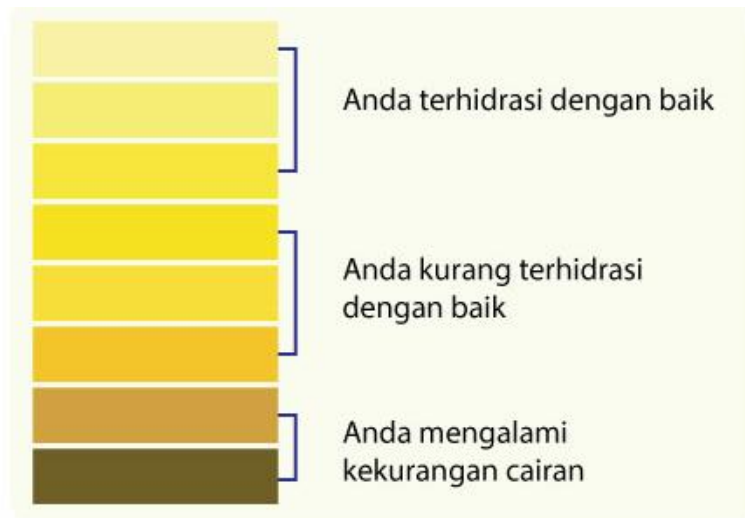 Anda terhidrasi dengan baik
Anda kurang terhidrasi
dengan baik
Anda mengalami
kekurangan cairan